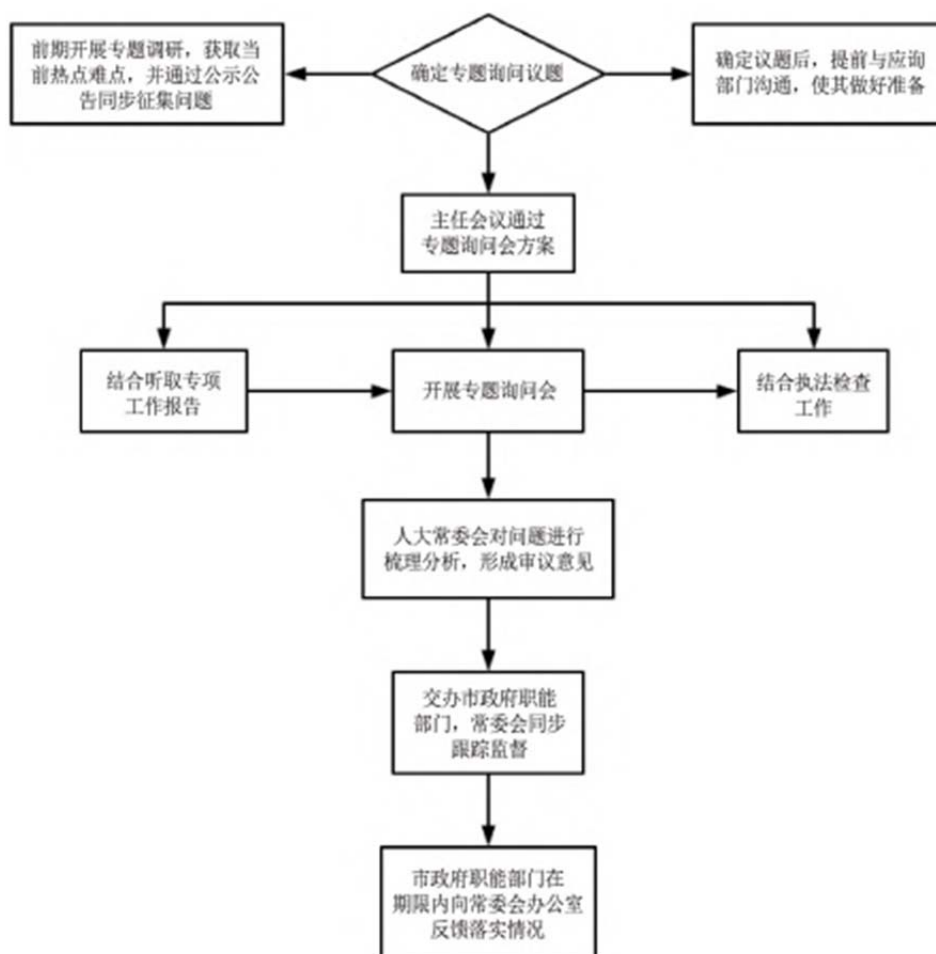 前期开展专题调研，获取当
前热点难点，并通过公示公
告同步征集问题
确定专题询问议题
确定议题后，提前与应询
部门沟通，使其做好准备
主任会议通过
专题询问会方案
结合听取专项
工作报告
开展专题询问会
结合执法检查
工作
人大常委会对问题进行
梳理分析，形成审议意见
交办市政府职能
部门，常委会同步
跟踪监督
市政府职能部门在
期限内向常委会办公室
反馈落实情况